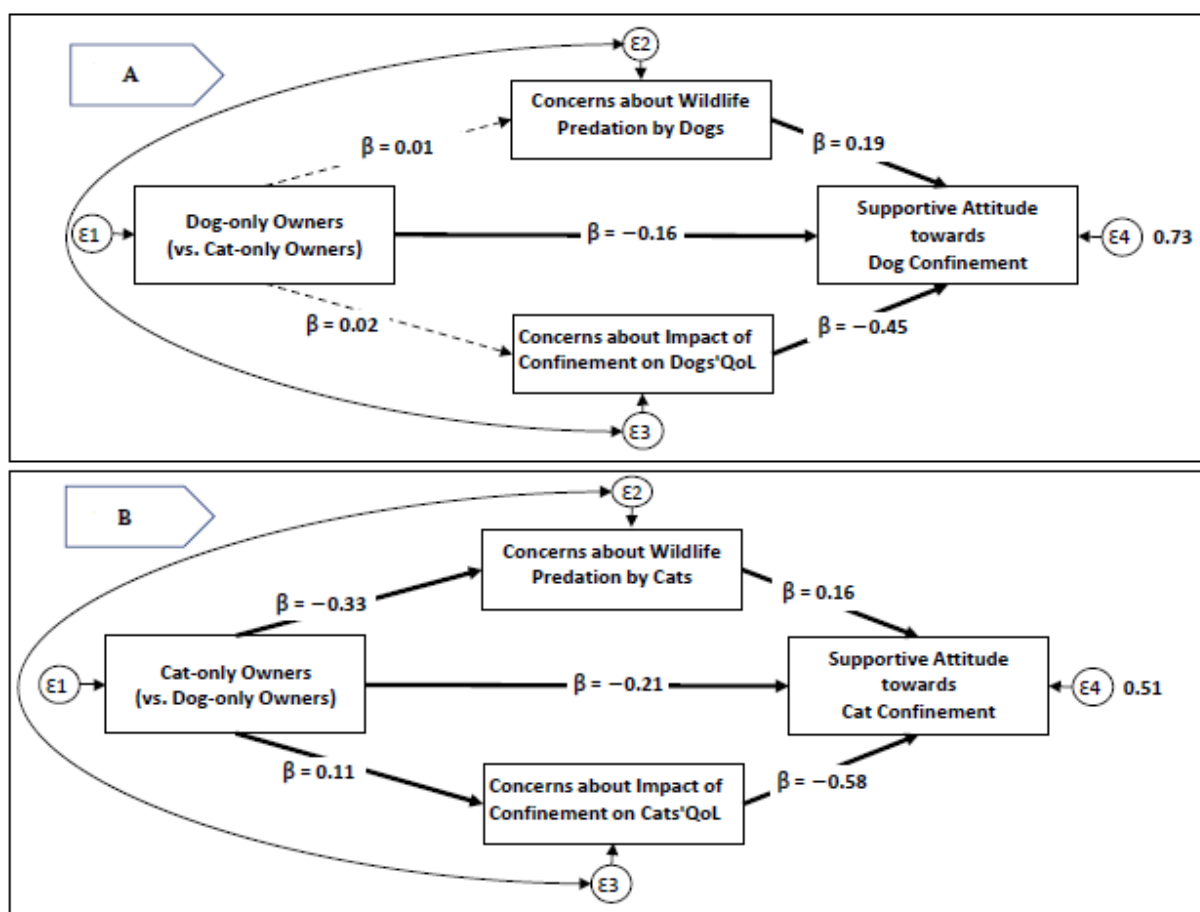 A
ε2
Concerns about Wildlife
Predation by Dogs
β = 0.01
β = 0.19
ε1
Dog-only Owners
(vs. Cat-only Owners)
β = −0.16
Supportive Attitude
towards
Dog Confinement
ε4
0.73
β = 0.02
Concerns about Impact of
Confinement on Dogs'QoL
β = −0.45
ε3
B
ε2
Concerns about Wildlife
Predation by Cats
β = −0.33
β = 0.16
ε1
Cat-only Owners
(vs. Dog-only Owners)
β = −0.21
Supportive Attitude
towards
Cat Confinement
ε4
0.51
β = 0.11
Concerns about Impact of
Confinement on Cats'QoL
β = −0.58
ε3